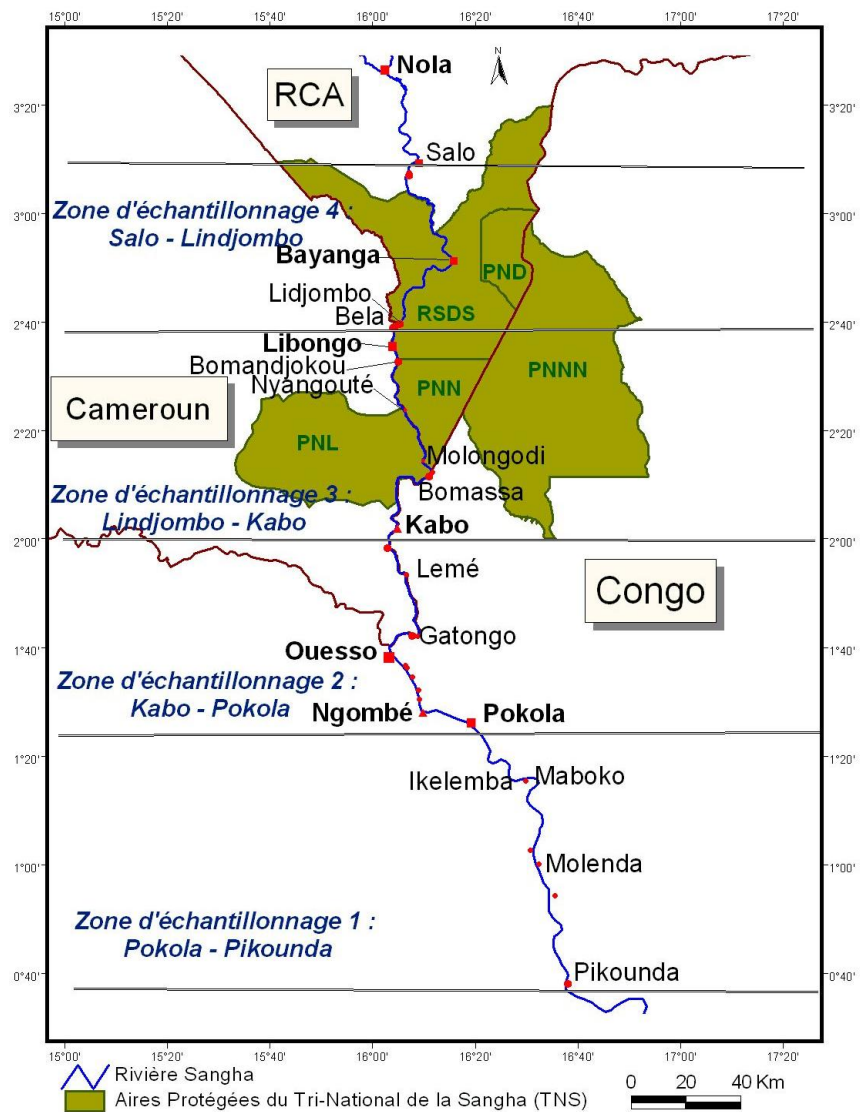 15°00' 15°20' 15°40' 16°00' 16°20' 16°40' 17°00' 17°20'
N
Nola
RCA
3°20' 3°20'
Salo
Zone d'échantillonnage 4 :
Salo - Lindjombo
3°00' 3°00'
Bayanga
PND
Lidjombo
RSDS
Bela
2°40' 2°40'
Libongo
Bomandjokou
PNN
PNNN
Nyangouté
Cameroun
2°20' 2°20'
PNL
Molongodi
Bomassa
Zone d'échantillonnage 3 :
Lindjombo - Kabo
Kabo
2°00' 2°00'
Lemé
Congo
Gatongo
1°40' 1°40'
Ouesso
Zone d'échantillonnage 2 :
Kabo - Pokola
Ngombé
Pokola
1°20' 1°20'
Ikelemba
Maboko
1°00' 1°00'
Molenda
Zone d'échantillonnage 1 :
Pokola - Pikounda
Pikounda
0°40' 0°40'
15°00' 15°20' 15°40' 16°00' 16°20' 16°40' 17°00' 17°20'
Rivière Sangha
Aires Protégées du Tri-National de la Sangha (TNS)
0 20 40 Km